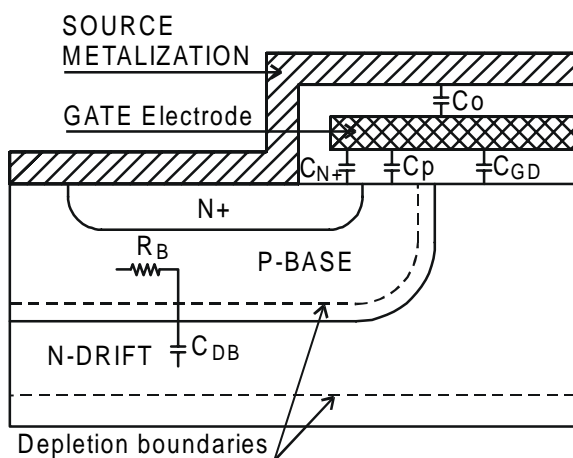 SOURCE
METALIZATION
GATE Electrode
Co
CN+
Cp
CGD
N+
RB
P-BASE
N-DRIFT
CDB
Depletion boundaries